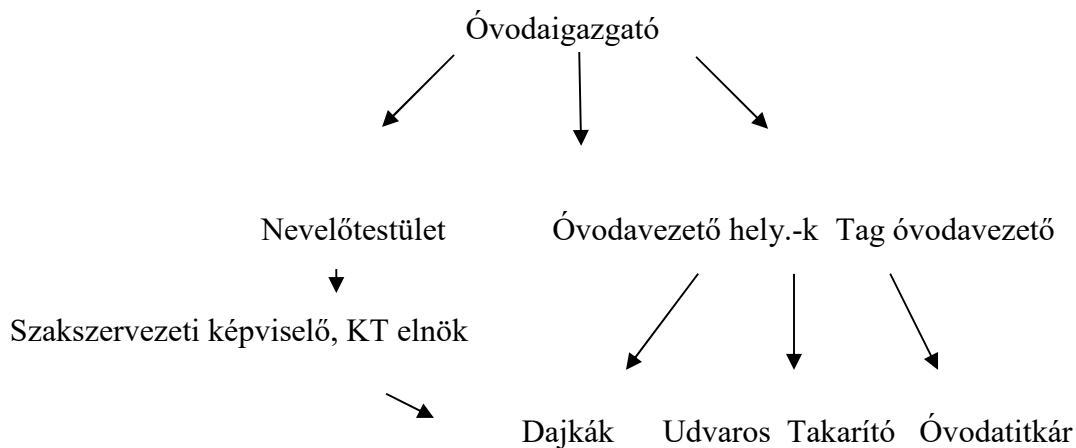 Óvodaigazgató
Nevelőtestület Óvodavezető hely.-k Tag óvodavezető
Szakszervezeti képviselő, KT elnök
Dajkák Udvaros Takarító Óvodatitkár